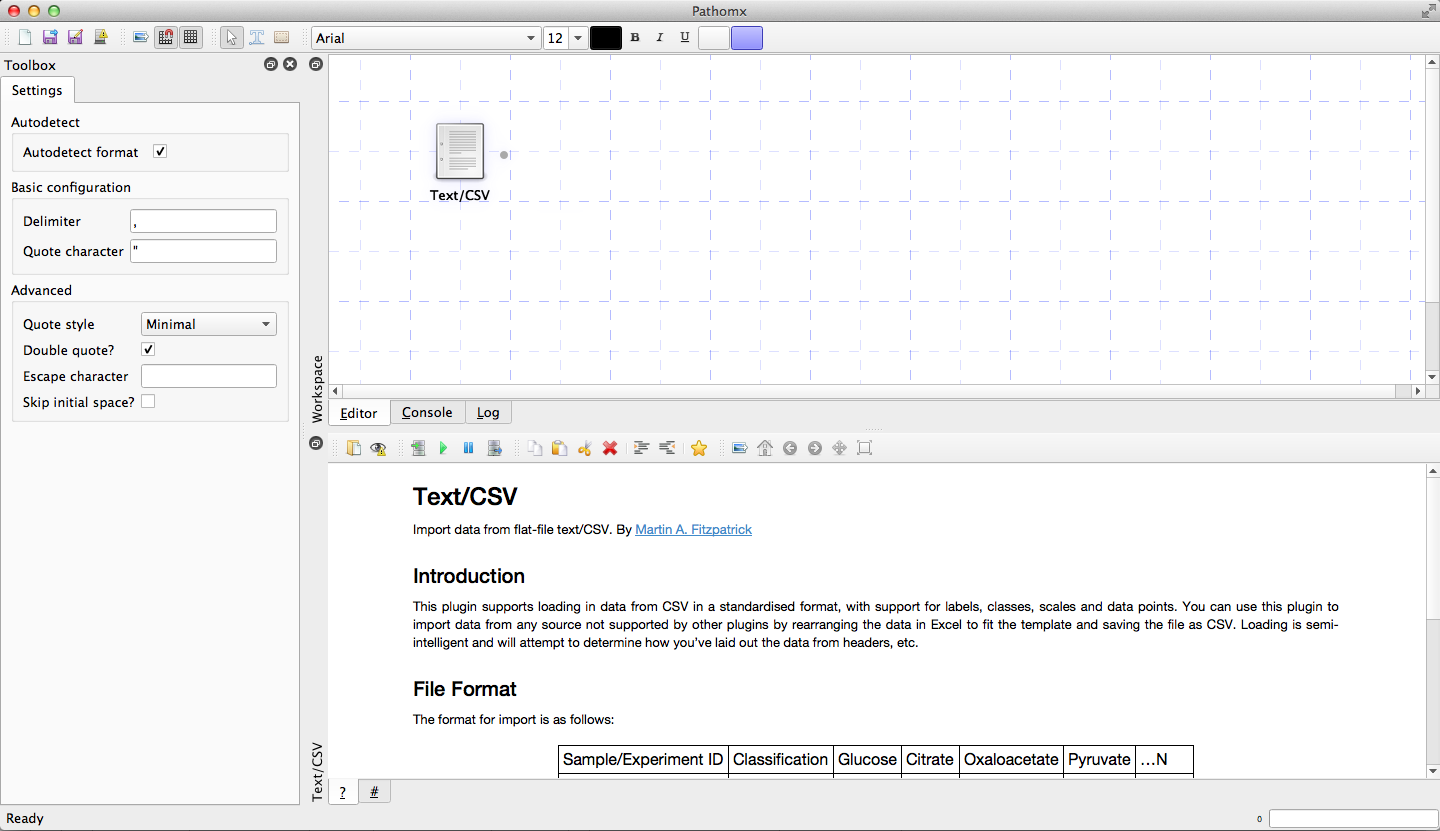 Pathomx
Arial
12
B I U
Toolbox
Settings
Autodetect
Autodetect format
Basic configuration
Delimiter ,
Quote character "
Advanced
Quote style Minimal
Double quote?
Escape character
Skip initial space?
Workspace
Text/CSV
Editor Console Log
Text/CSV
Import data from flat-file text/CSV. By Martin A. Fitzpatrick
Introduction
This plugin supports loading in data from CSV in a standardised format, with support for labels, classes, scales and data points. You can use this plugin to
import data from any source not supported by other plugins by rearranging the data in Excel to fit the template and saving the file as CSV. Loading is semi-
intelligent and will attempt to determine how you've laid out the data from headers, etc.
File Format
The format for import is as follows:
Sample/Experiment ID Classification Glucose Citrate Oxaloacetate Pyruvate ...N
Text/CSV
? #
Ready
0